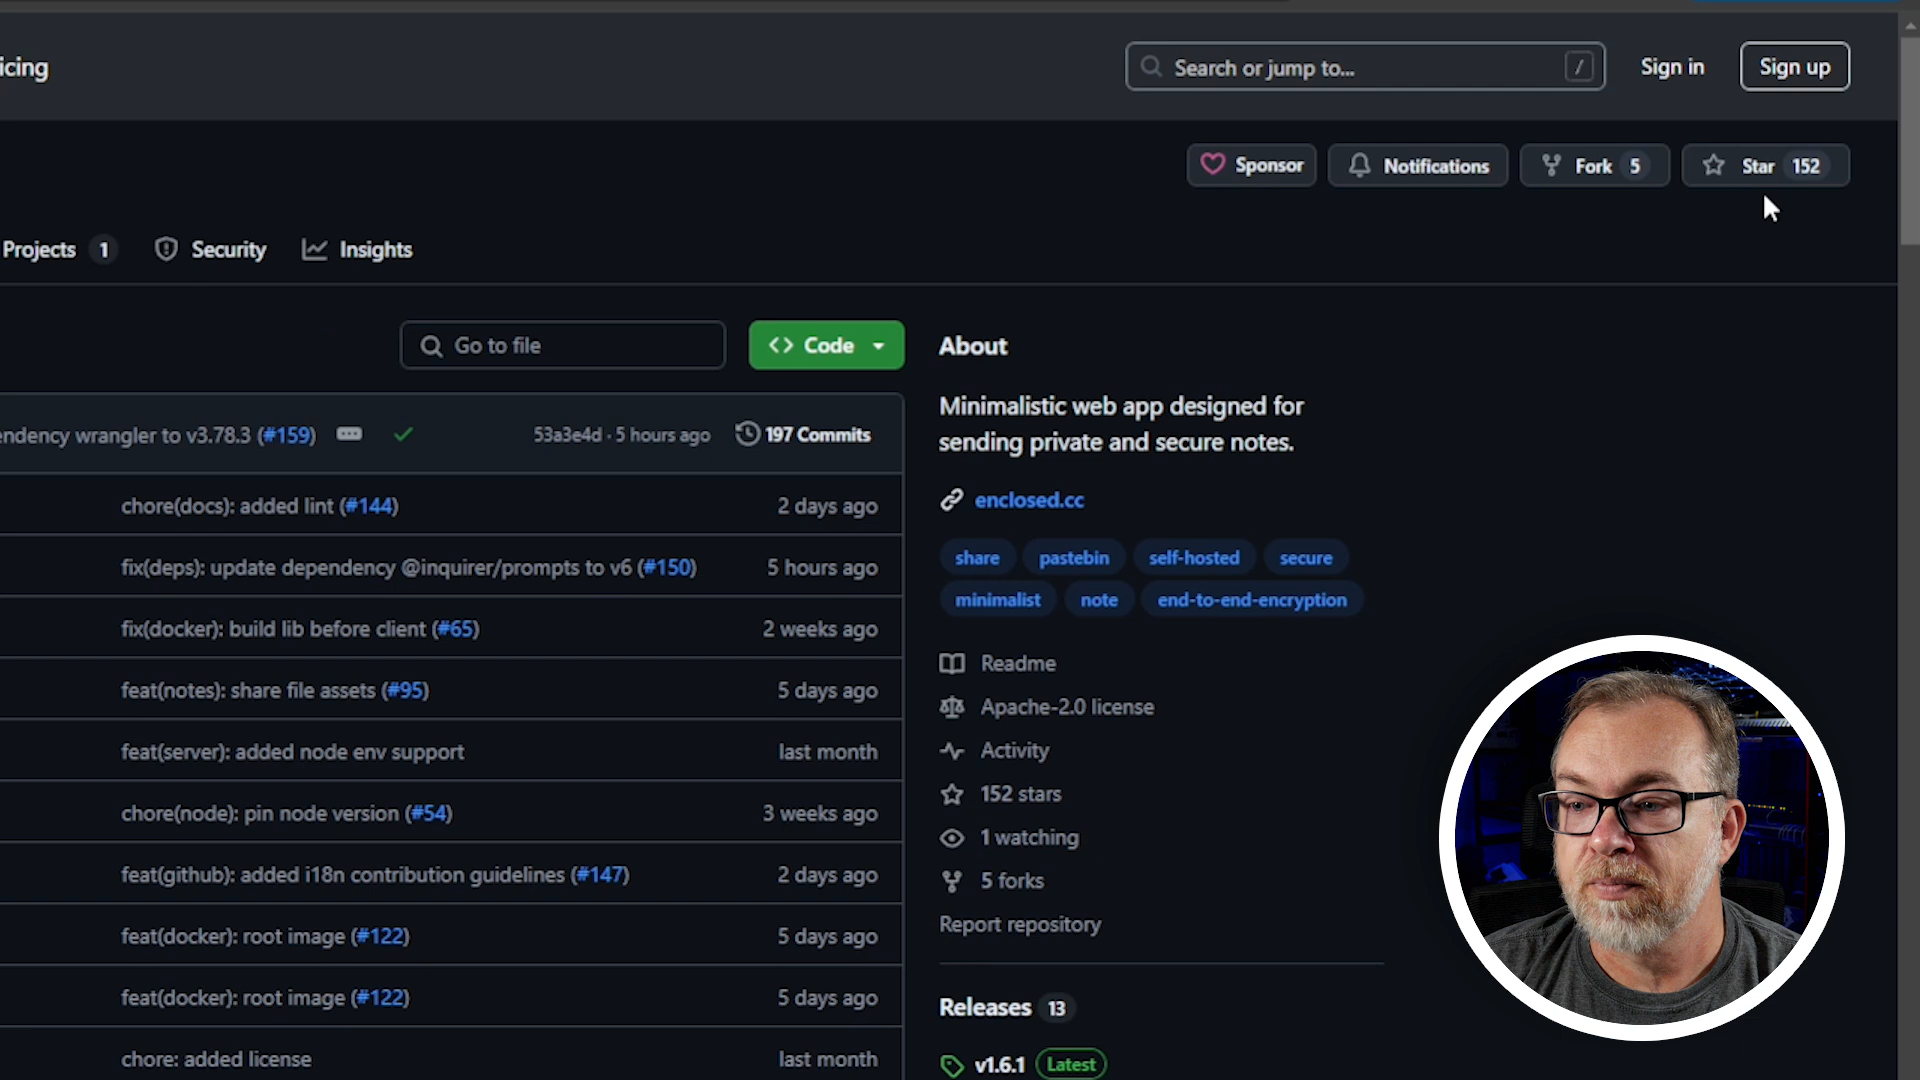 icing
Search or jump to...
/
Sign in
Sign up
Sponsor
Notifications
Fork 5
Star 152
Projects 1
Security
Insights
Go to file
Code
About
Minimalistic web app designed for
sending private and secure notes.
enclosed.cc
share
pastebin
self-hosted
secure
minimalist
note
end-to-end-encryption
Readme
Apache-2.0 license
Activity
152 stars
1 watching
5 forks
Report repository
Releases 13
v1.6.1
Latest
endency wrangler to v3.78.3 (#159)
53a3e4d · 5 hours ago
197 Commits
chore(docs): added lint (#144)
2 days ago
fix(deps): update dependency @inquirer/prompts to v6 (#150)
5 hours ago
fix(docker): build lib before client (#65)
2 weeks ago
feat(notes): share file assets (#95)
5 days ago
feat(server): added node env support
last month
chore(node): pin node version (#54)
3 weeks ago
feat(github): added i18n contribution guidelines (#147)
2 days ago
feat(docker): root image (#122)
5 days ago
feat(docker): root image (#122)
5 days ago
chore: added license
last month